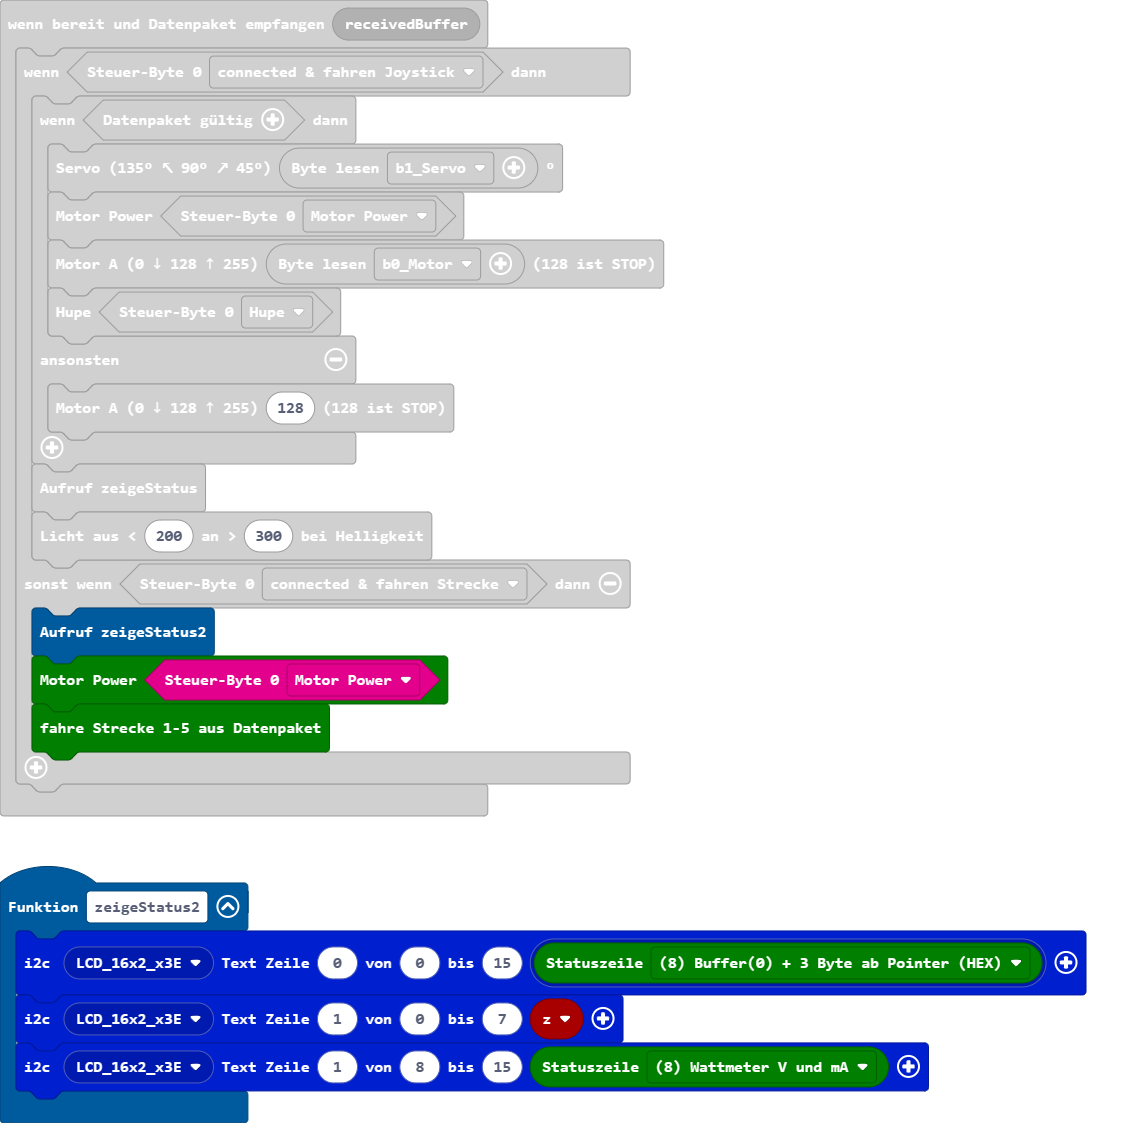 wenn bereit und Datenpaket empfangen receivedBuffer
wenn Steuer-Byte 0 connected & fahren Joystick dann
wenn Datenpaket gültig dann
Servo (135° ↖ 90° ↗ 45°) Byte lesen b1_Servo °
Motor Power Steuer-Byte 0 Motor Power
Motor A (0 ↓ 128 ↑ 255) Byte lesen b0_Motor (128 ist STOP)
Hupe Steuer-Byte 0 Hupe
ansonsten
Motor A (0 ↓ 128 ↑ 255) 128 (128 ist STOP)
Aufruf zeigeStatus
Licht aus < 200 an > 300 bei Helligkeit
sonst wenn Steuer-Byte 0 connected & fahren Strecke dann
Aufruf zeigeStatus2
Motor Power Steuer-Byte 0 Motor Power
fahre Strecke 1-5 aus Datenpaket
Funktion zeigeStatus2
i2c LCD_16x2_x3E Text Zeile 0 von 0 bis 15 Statuszeile (8) Buffer(0) + 3 Byte ab Pointer (HEX)
i2c LCD_16x2_x3E Text Zeile 1 von 0 bis 7 z
i2c LCD_16x2_x3E Text Zeile 1 von 8 bis 15 Statuszeile (8) Wattmeter V und mA